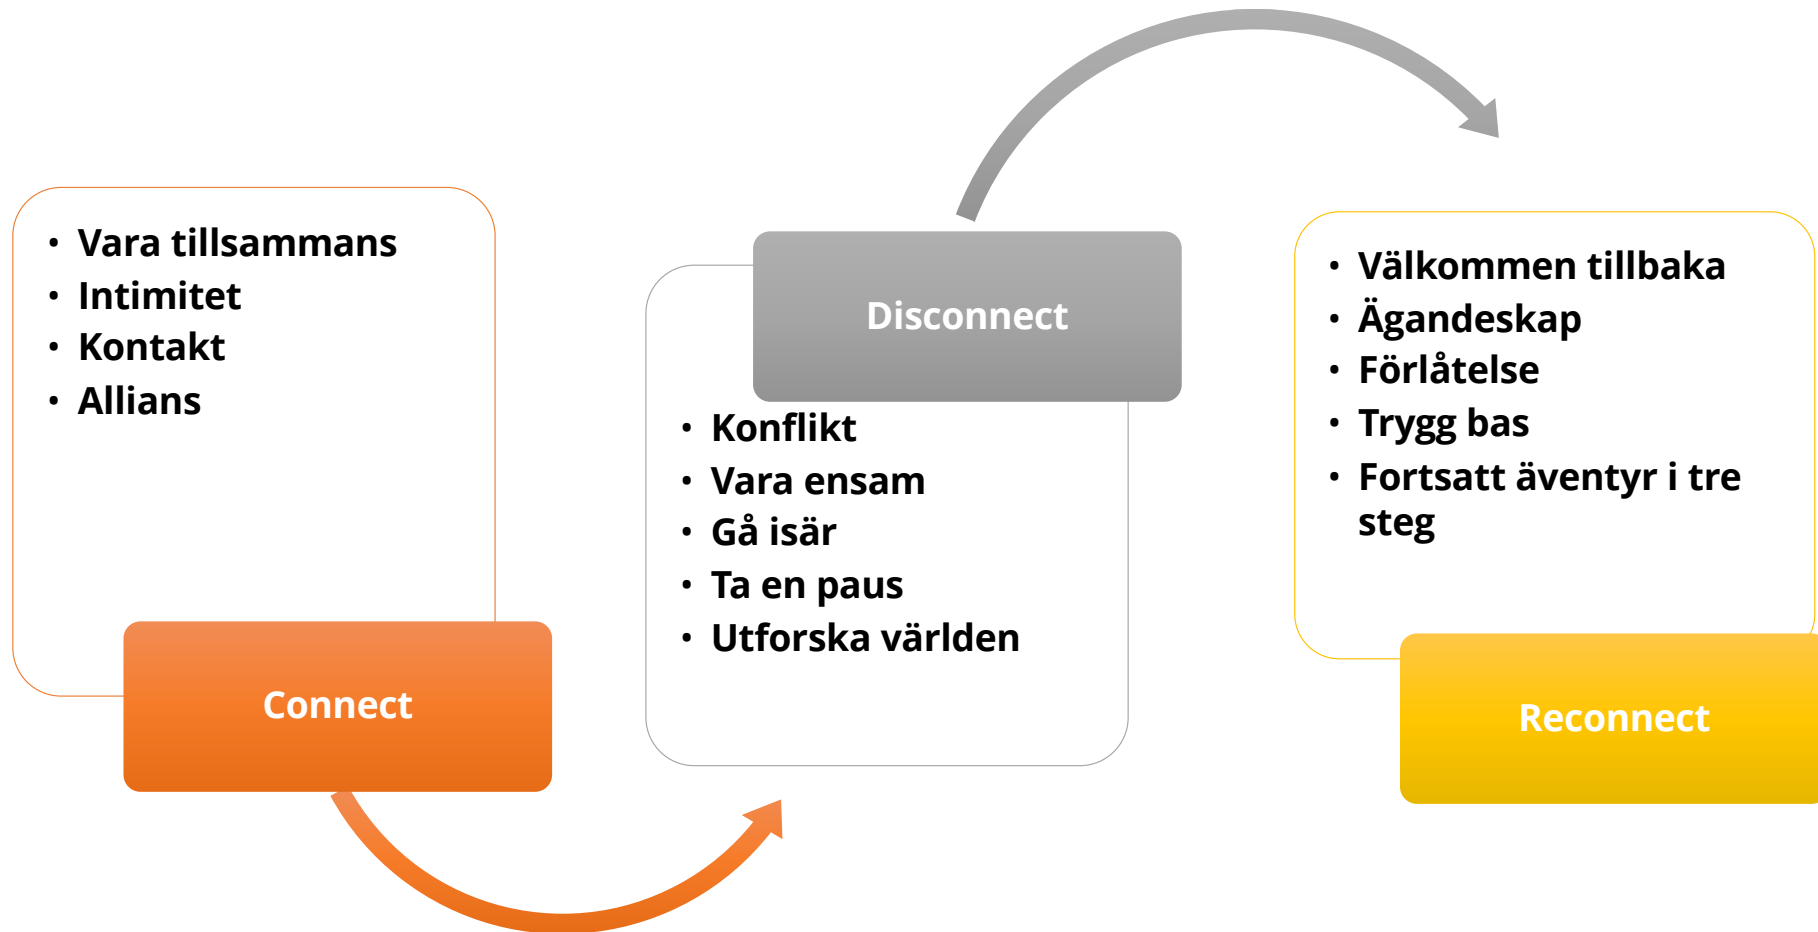 • Vara tillsammans
• Intimitet
• Kontakt
• Allians
Connect
Disconnect
• Konflikt
• Vara ensam
• Gå isär
• Ta en paus
• Utforska världen
• Välkommen tillbaka
• Ägandeskap
• Förlåtelse
• Trygg bas
• Fortsatt äventyr i tre
steg
Reconnect